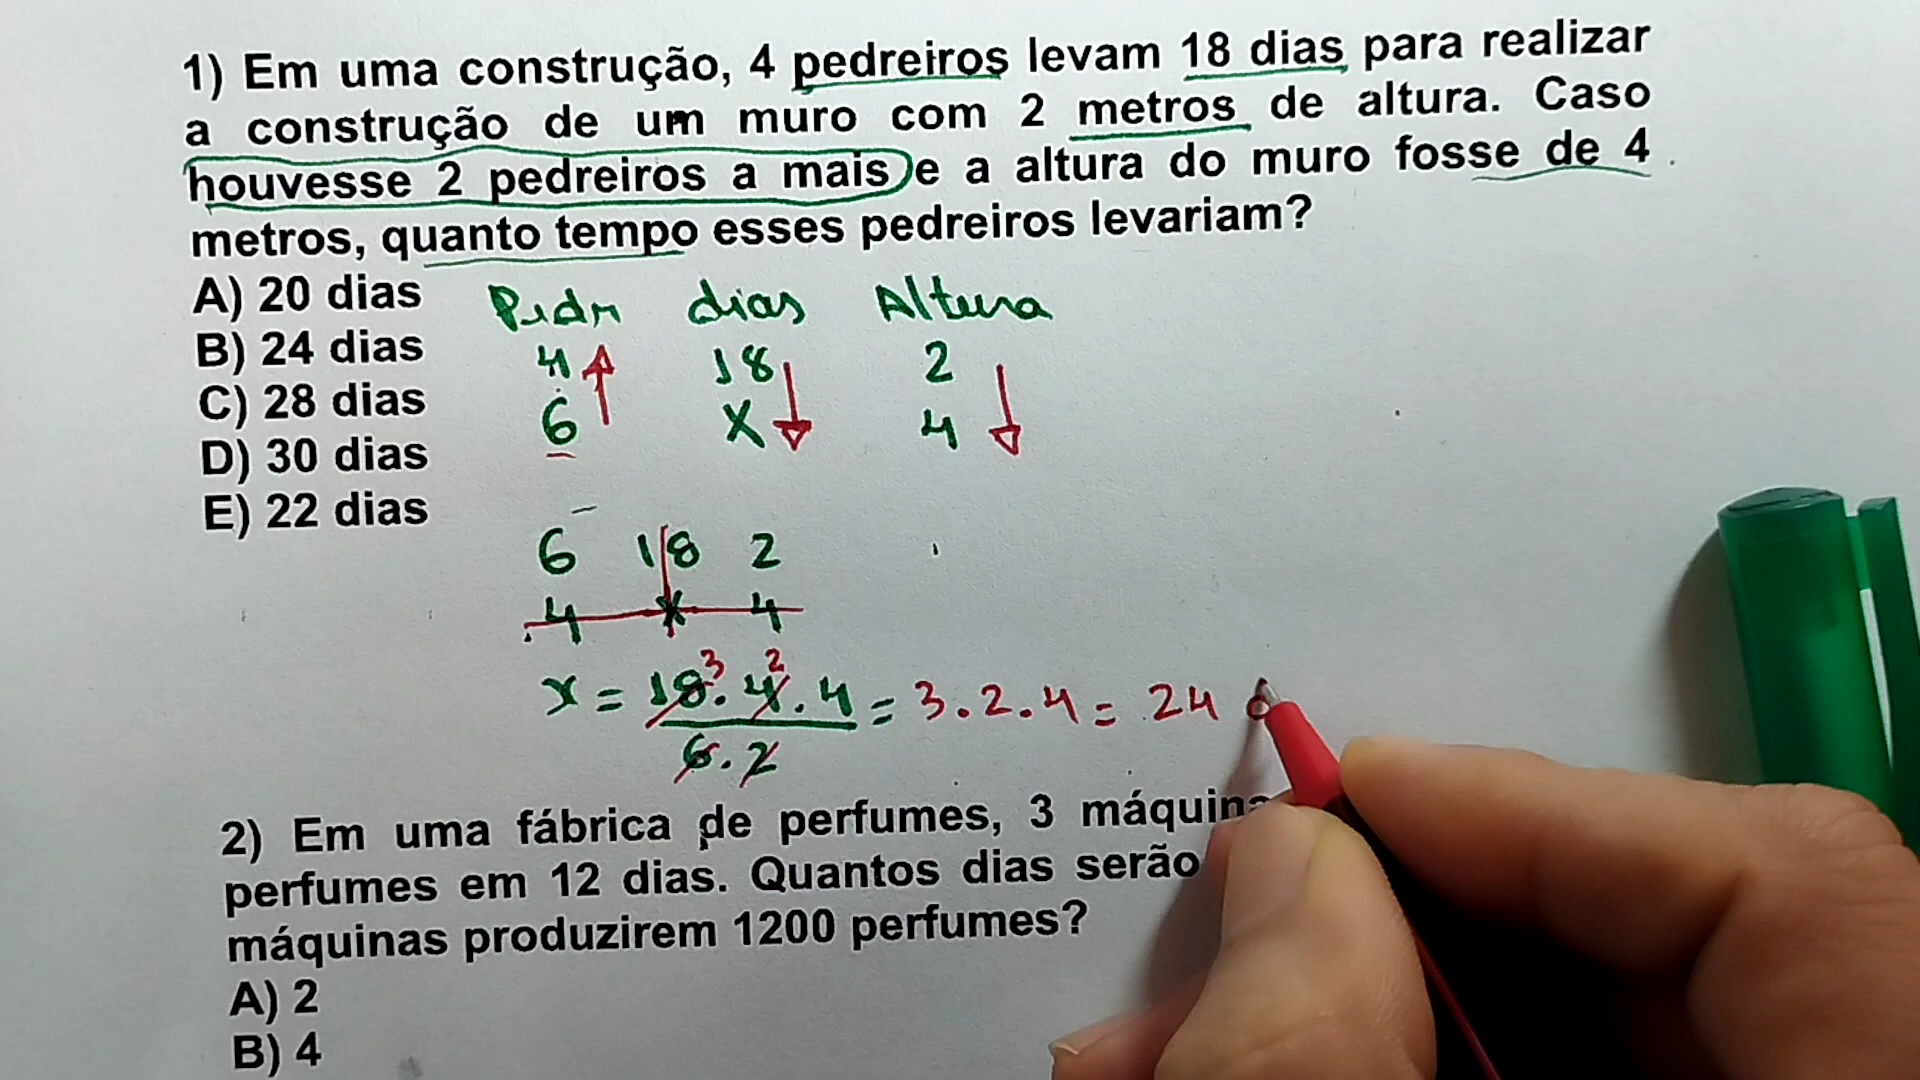 1) Em uma construção, 4 pedreiros levam 18 dias para realizar
a construção de um muro com 2 metros de altura. Caso
houvesse 2 pedreiros a mais e a altura do muro fosse de 4
metros, quanto tempo esses pedreiros levariam?
A) 20 dias
B) 24 dias
C) 28 dias
D) 30 dias
E) 22 dias
Pedr dias Altura
4 18 2
6 X 4
6 18 2
4 x 4
x = 18³. 4². 4 = 3.2.4 = 24
6.2
2) Em uma fábrica de perfumes, 3
perfumes em 12 dias. Quantos dias serão
máquinas produzirem 1200 perfumes?
A) 2
B) 4